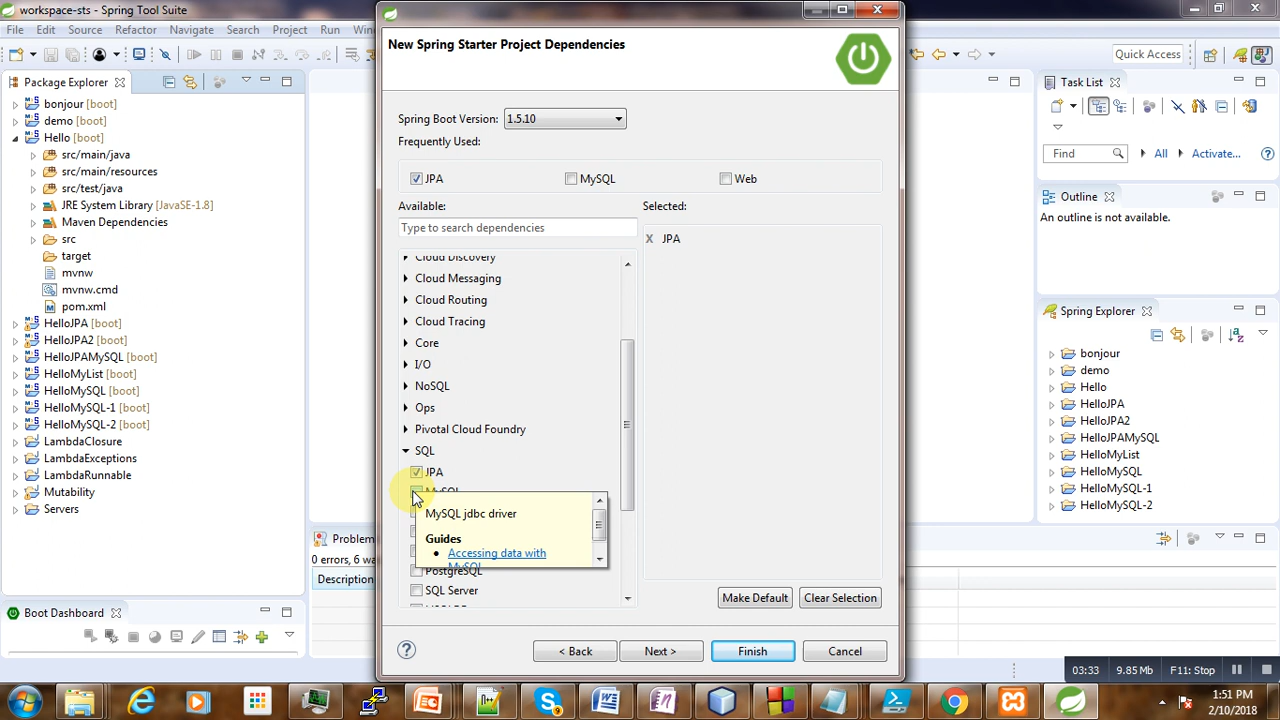 workspace-sts - Spring Tool Suite
File Edit Source Refactor Navigate Search Project Run
Quick Access
Package Explorer
bonjour [boot]
demo [boot]
Hello [boot]
src/main/java
src/main/resources
src/test/java
JRE System Library [JavaSE-1.8]
Maven Dependencies
src
target
mvnw
mvnw.cmd
pom.xml
HelloJPA [boot]
HelloJPA2 [boot]
HelloJPAMySQL [boot]
HelloMyList [boot]
HelloMySQL [boot]
HelloMySQL-1 [boot]
HelloMySQL-2 [boot]
LambdaClosure
LambdaExceptions
LambdaRunnable
Mutability
Servers
Boot Dashboard
New Spring Starter Project Dependencies
Spring Boot Version: 1.5.10
Frequently Used:
JPA MySQL Web
Available:
Type to search dependencies
Cloud Discovery
Cloud Messaging
Cloud Routing
Cloud Tracing
Core
I/O
NoSQL
Ops
Pivotal Cloud Foundry
SQL
JPA
MySQL
MySQL jdbc driver
Guides
Accessing data with
MySQL
PostgreSQL
SQL Server
Selected:
X JPA
Make Default Clear Selection
< Back Next > Finish Cancel
0 errors, 6
Description
Task List
Find All Activate...
Outline
An outline is not available.
Spring Explorer
bonjour
demo
Hello
HelloJPA
HelloJPA2
HelloJPAMySQL
HelloMyList
HelloMySQL
HelloMySQL-1
HelloMySQL-2
03:33 9.85 Mb F11: Stop
1:51 PM
2/10/2018